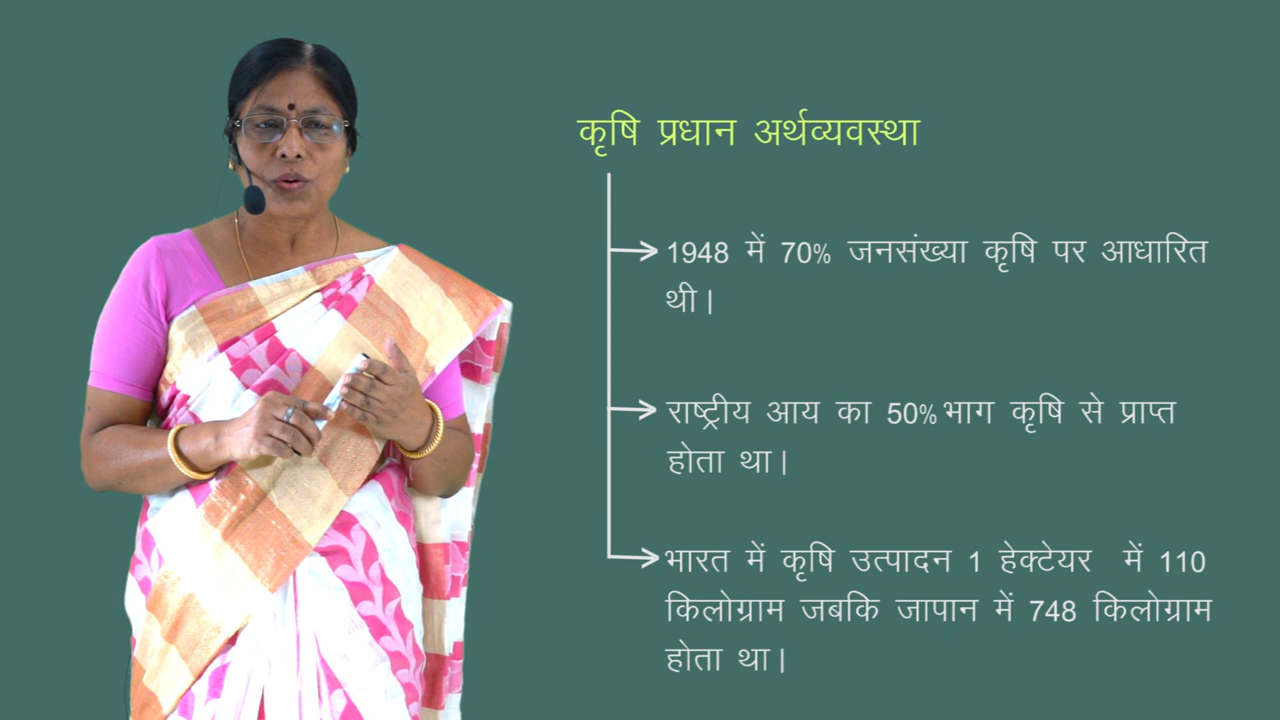 कृषि प्रधान अर्थव्यवस्था
1948 में 70% जनसंख्या कृषि पर आधारित
थी।
राष्ट्रीय आय का 50% भाग कृषि से प्राप्त
होता था।
भारत में कृषि उत्पादन 1 हेक्टेयर में 110
किलोग्राम जबकि जापान में 748 किलोग्राम
होता था।